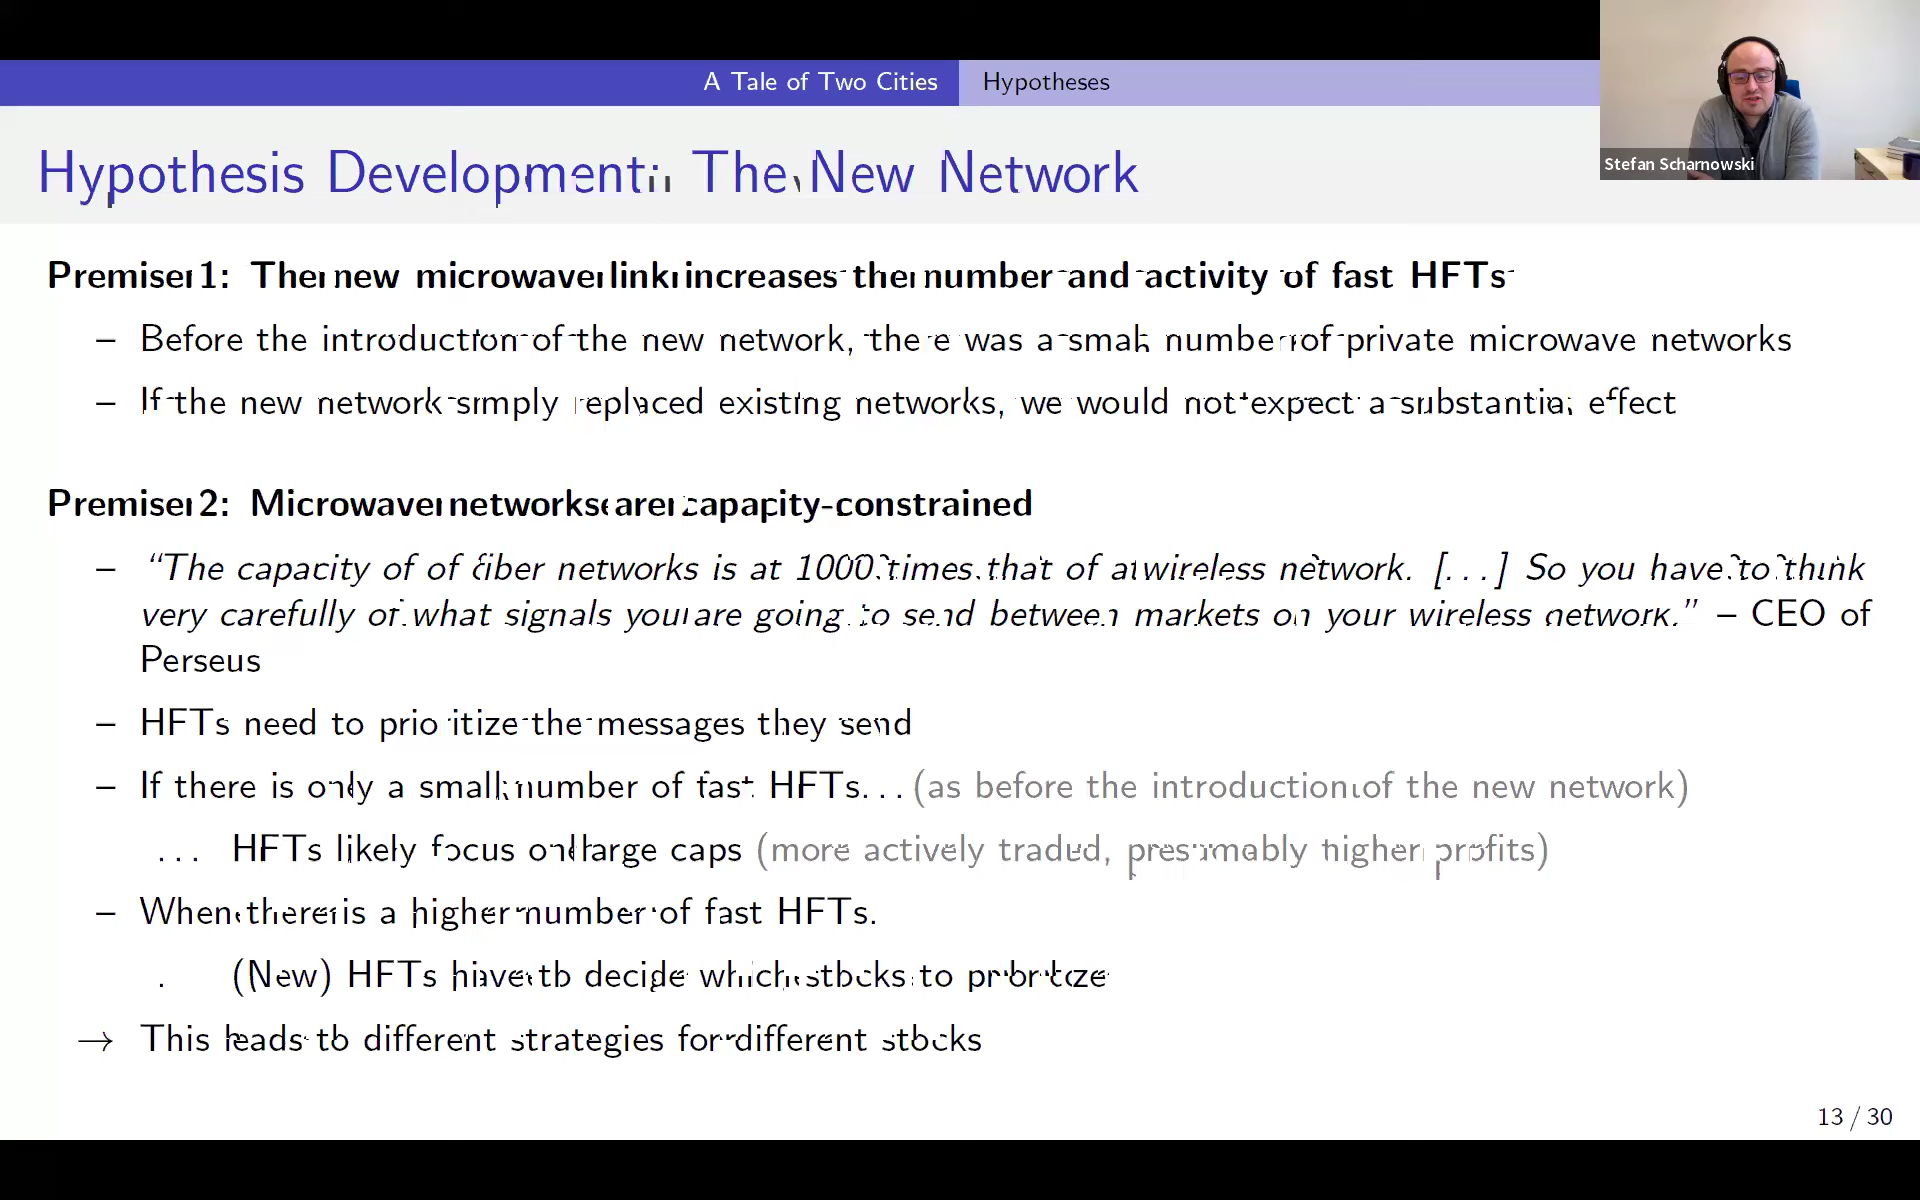 A Tale of Two Cities
Hypotheses
Stefan Scharnowski
Hypothesis Development: The New Network
Premise 1: The new microwave link increases the number and activity of fast HFTs
– Before the introduction of the new network, there was a small number of private microwave networks
– If the new network simply replaced existing networks, we would not expect a substantial effect
Premise 2: Microwave networks are capacity-constrained
– “The capacity of of fiber networks is at 1000 times that of a wireless network. [...] So you have to think
very carefully of what signals you are going to send between markets on your wireless network.” – CEO of
Perseus
– HFTs need to prioritize the messages they send
– If there is only a small number of fast HFTs... (as before the introduction of the new network)
... HFTs likely focus on large caps (more actively traded, presumably higher profits)
– When there is a higher number of fast HFTs.
. (New) HFTs have to decide which stocks to prioritize
→ This leads to different strategies for different stocks
13 / 30